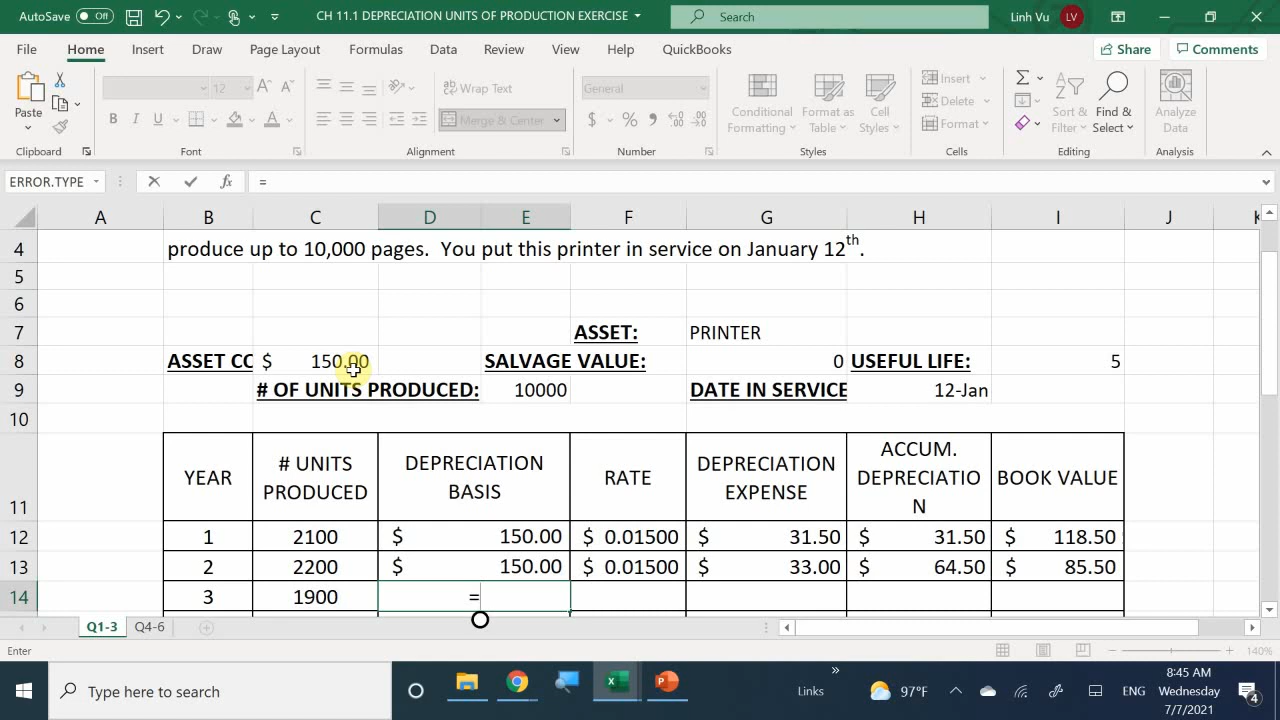 AutoSave Off CH 11.1 DEPRECIATION UNITS OF PRODUCTION EXERCISE Search Linh Vu LV
File Home Insert Draw Page Layout Formulas Data Review View Help QuickBooks Share Comments
Paste 12 A A Wrap Text General Conditional Formatting Format as Table Cell Styles Insert Sort & Filter Find & Select Analyze Data
B I U A Merge & Center $ % Delete Format
Clipboard Font Alignment Number Styles Cells Editing Analysis
ERROR.TYPE fx =
A B C D E F G H I J K
4 produce up to 10,000 pages. You put this printer in service on January 12th.
5
6
7 ASSET: PRINTER
8 ASSET CO $ 150.00 SALVAGE VALUE: 0 USEFUL LIFE: 5
9 # OF UNITS PRODUCED: 10000 DATE IN SERVICE 12-Jan
10
11 YEAR # UNITS PRODUCED DEPRECIATION BASIS RATE DEPRECIATION EXPENSE ACCUM. DEPRECIATION BOOK VALUE
12 1 2100 $ 150.00 $ 0.01500 $ 31.50 $ 31.50 $ 118.50
13 2 2200 $ 150.00 $ 0.01500 $ 33.00 $ 64.50 $ 85.50
14 3 1900 =
Q1-3 Q4-6
Enter 140%
Type here to search Links 97°F ENG 8:45 AM
Wednesday
7/7/2021 4